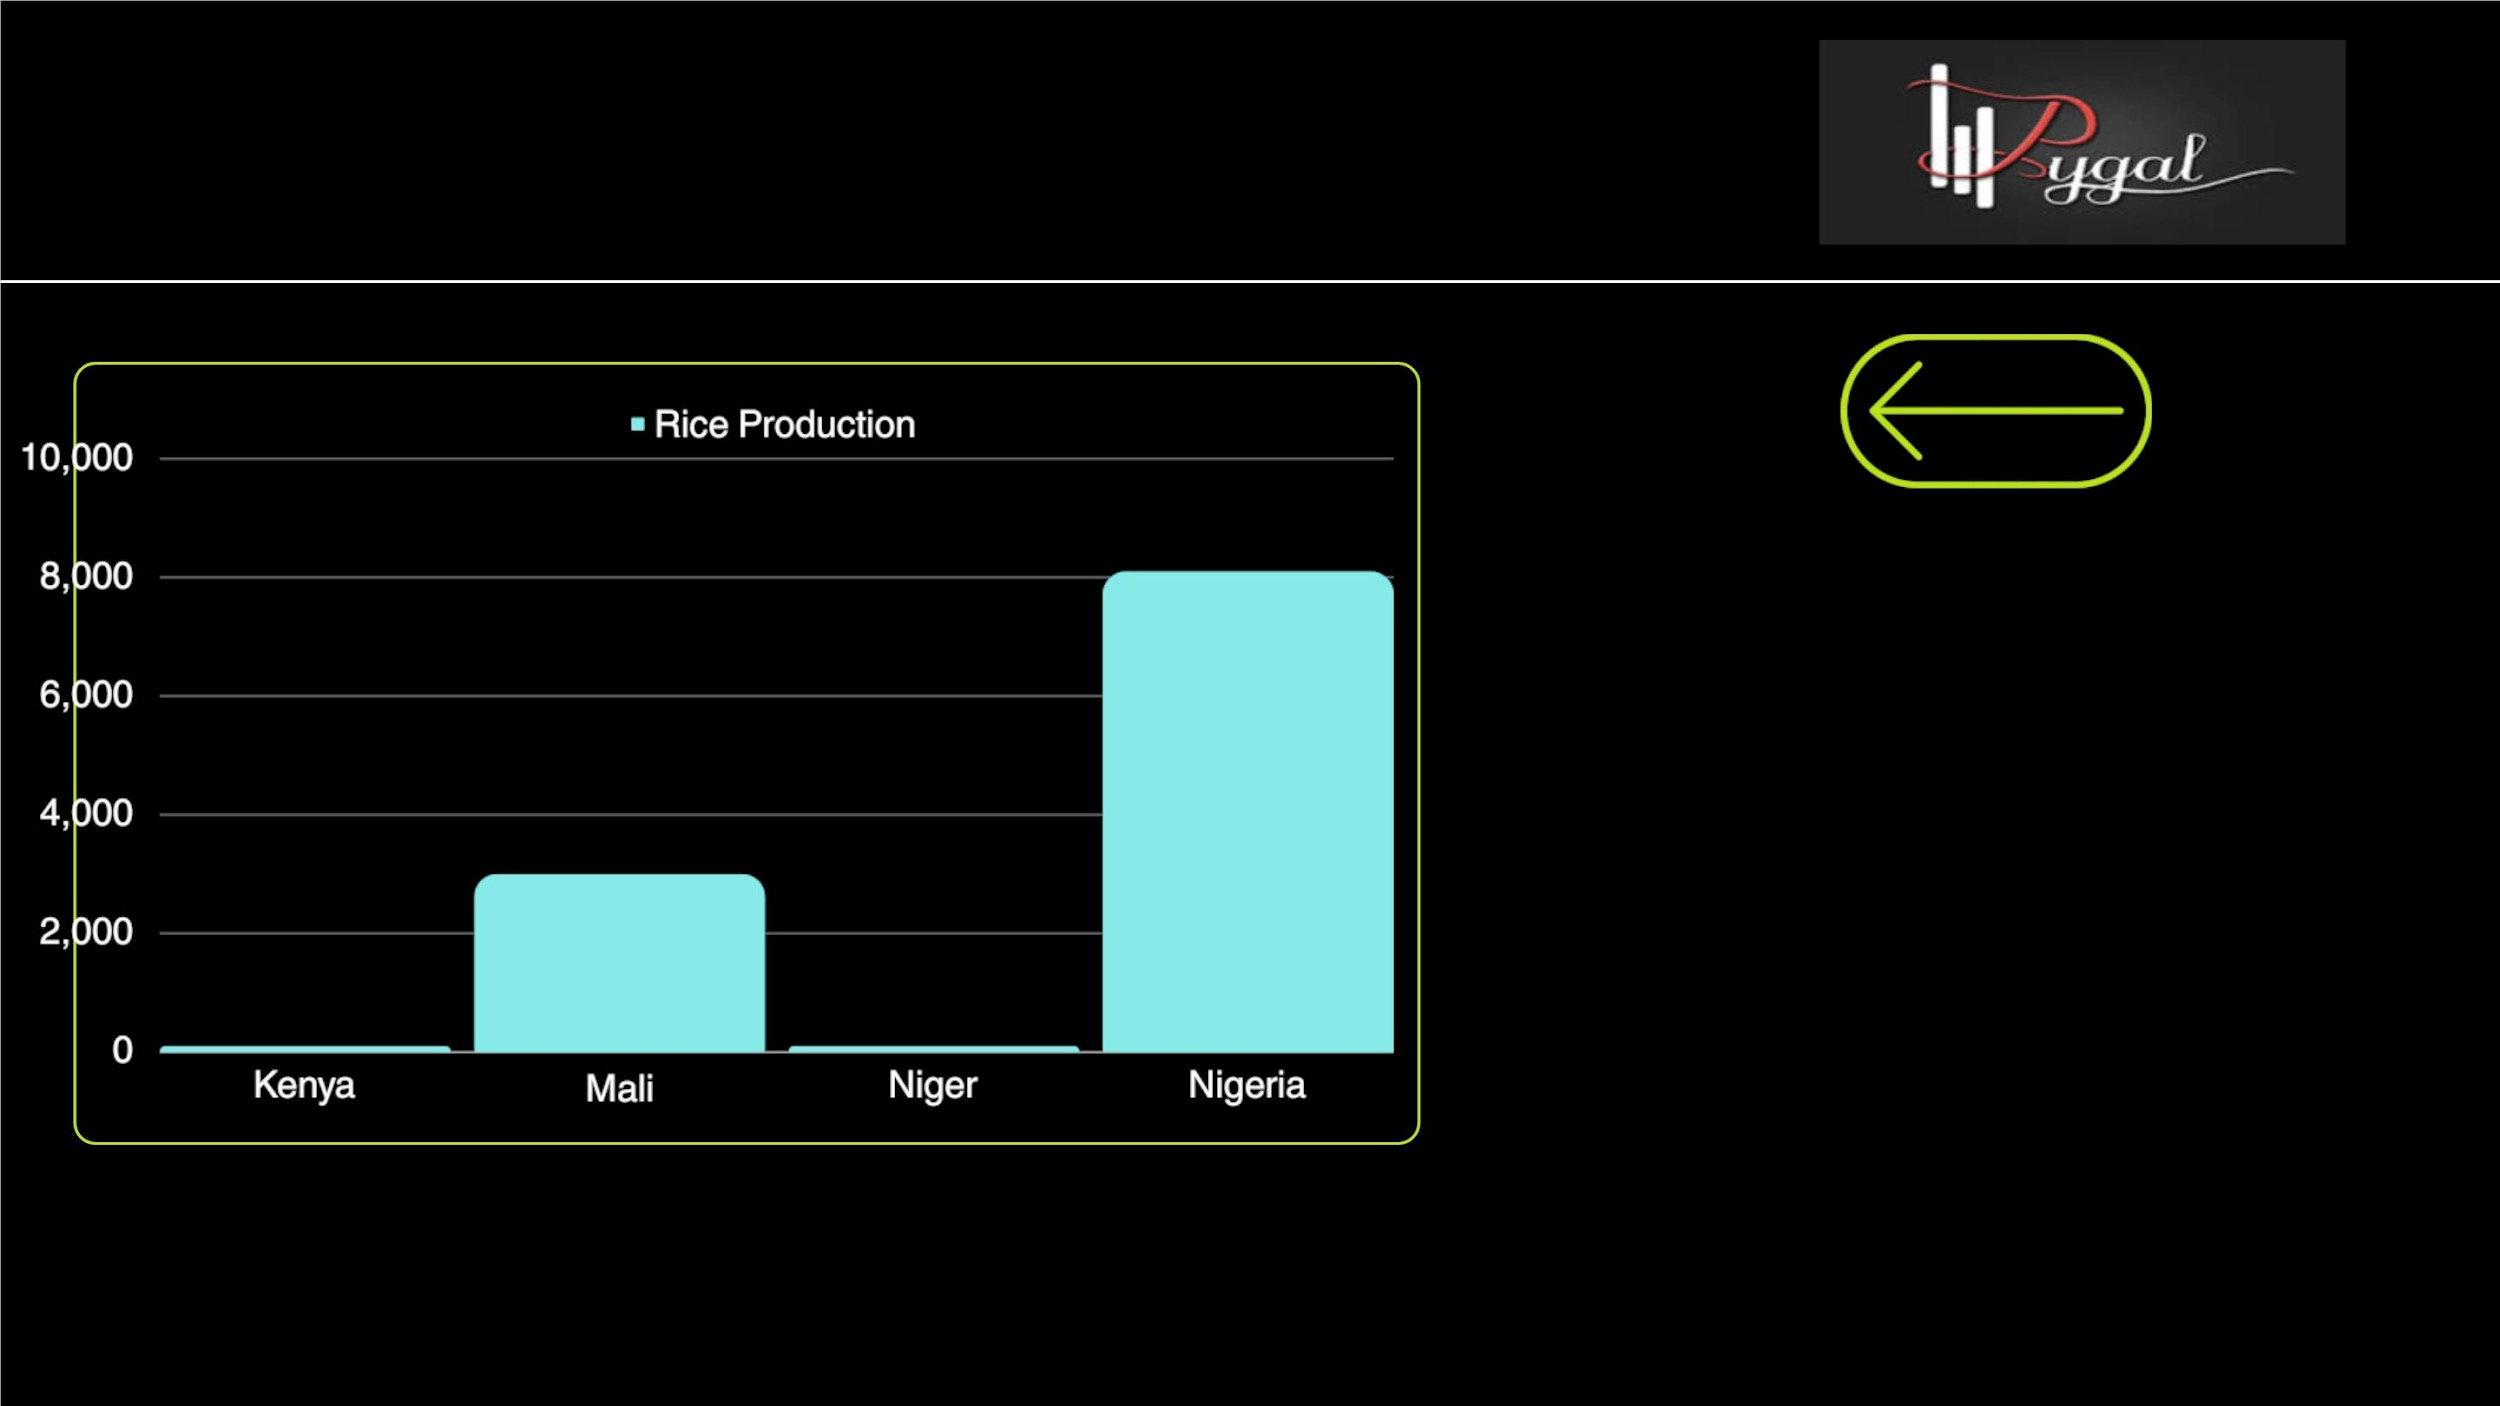 Pygal
Rice Production
10,000
8,000
6,000
4,000
2,000
0
Kenya
Mali
Niger
Nigeria